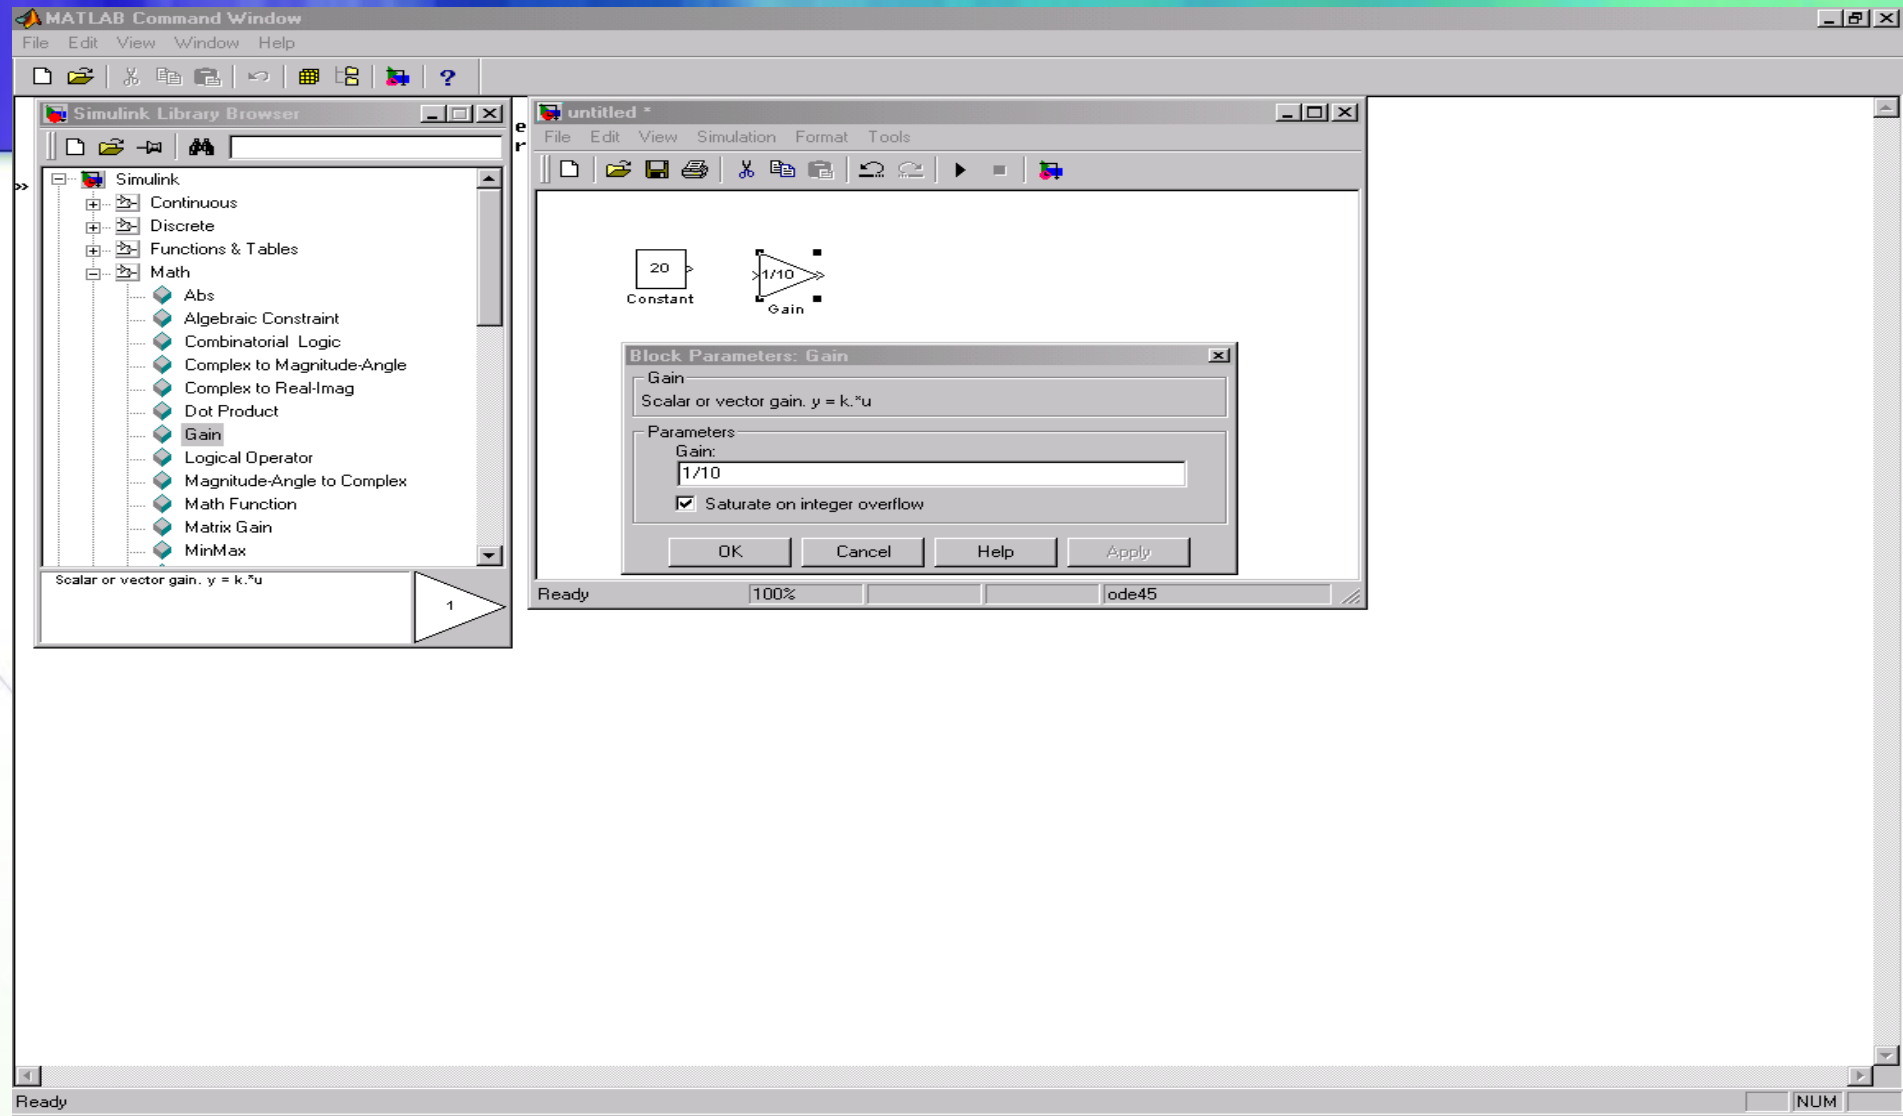 MATLAB Command Window
File Edit View Window Help
?
Simulink Library Browser
Simulink
Continuous
Discrete
Functions & Tables
Math
Abs
Algebraic Constraint
Combinatorial Logic
Complex to Magnitude-Angle
Complex to Real-Imag
Dot Product
Gain
Logical Operator
Magnitude-Angle to Complex
Math Function
Matrix Gain
MinMax
Scalar or vector gain. y = k.*u
1
e
r
>>
untitled *
File Edit View Simulation Format Tools
20
Constant
1/10
Gain
Block Parameters: Gain
Gain
Scalar or vector gain. y = k.*u
Parameters
Gain:
1/10
Saturate on integer overflow
OK Cancel Help Apply
Ready 100% ode45
Ready NUM